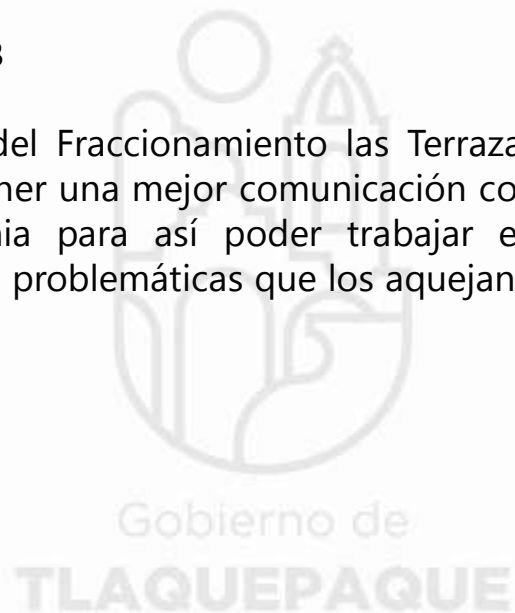 3
del Fraccionamiento las Terraza
ner una mejor comunicación co
nia para así poder trabajar e
problemáticas que los aquejan
Gobierno de
TLAQUEPAQUE